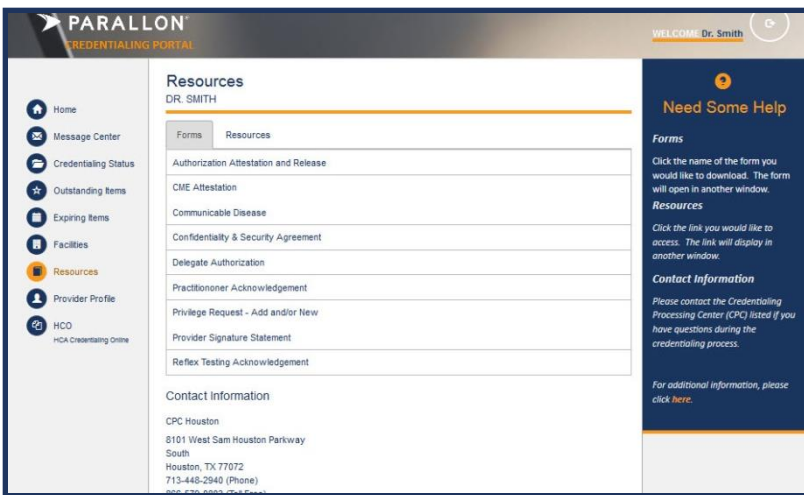 PARALLON
CREDENTIALING PORTAL
WELCOME Dr. Smith
Home
Message Center
Credentialing Status
Outstanding Items
Expiring Items
Facilities
Resources
Provider Profile
HCO
HCA Credentialing Online
Resources
DR. SMITH
Forms
Resources
Authorization Attestation and Release
CME Attestation
Communicable Disease
Confidentiality & Security Agreement
Delegate Authorization
Practitiononer Acknowledgement
Privilege Request - Add and/or New
Provider Signature Statement
Reflex Testing Acknowledgement
Contact Information
CPC Houston
8101 West Sam Houston Parkway
South
Houston, TX 77072
713-448-2940 (Phone)
?
Need Some Help
Forms
Click the name of the form you
would like to download. The form
will open in another window.
Resources
Click the link you would like to
access. The link will display in
another window.
Contact Information
Please contact the Credentialing
Processing Center (CPC) listed if you
have questions during the
credentialing process.
For additional information, please
click here.